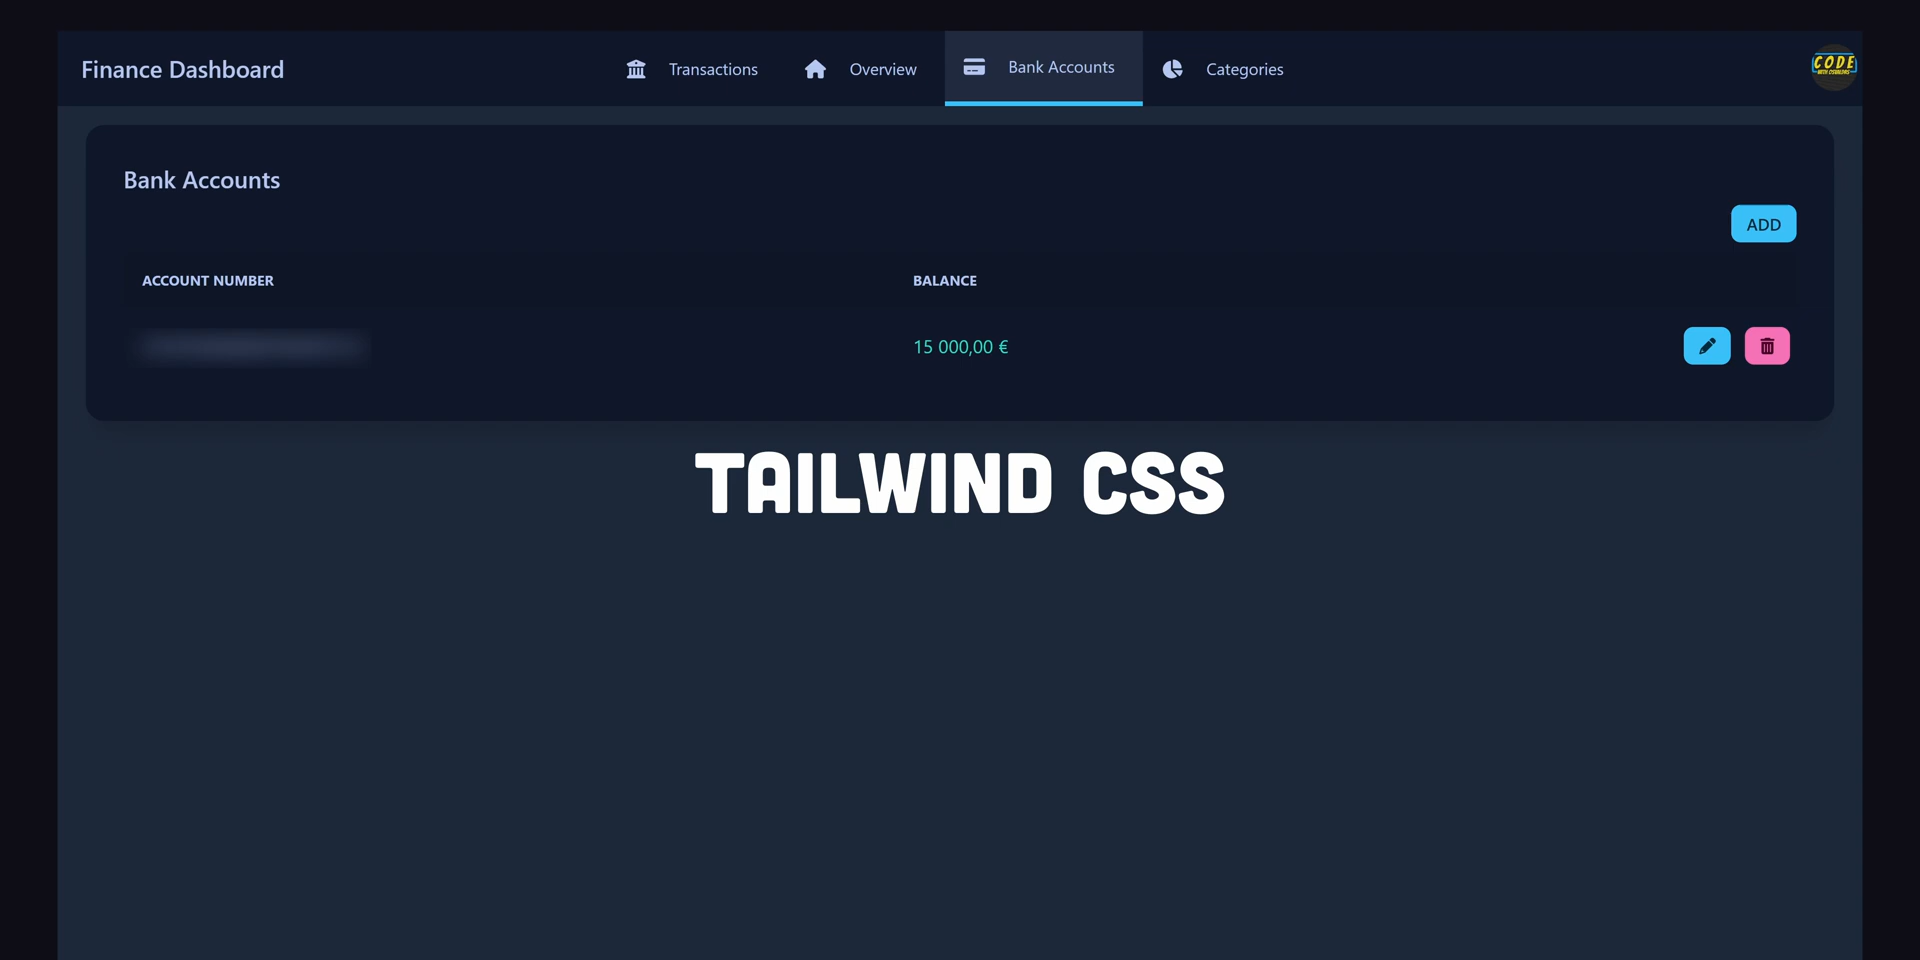 Finance Dashboard
Transactions
Overview
Bank Accounts
Categories
CODE
Bank Accounts
ADD
ACCOUNT NUMBER
BALANCE
15 000,00 €
TAILWIND CSS